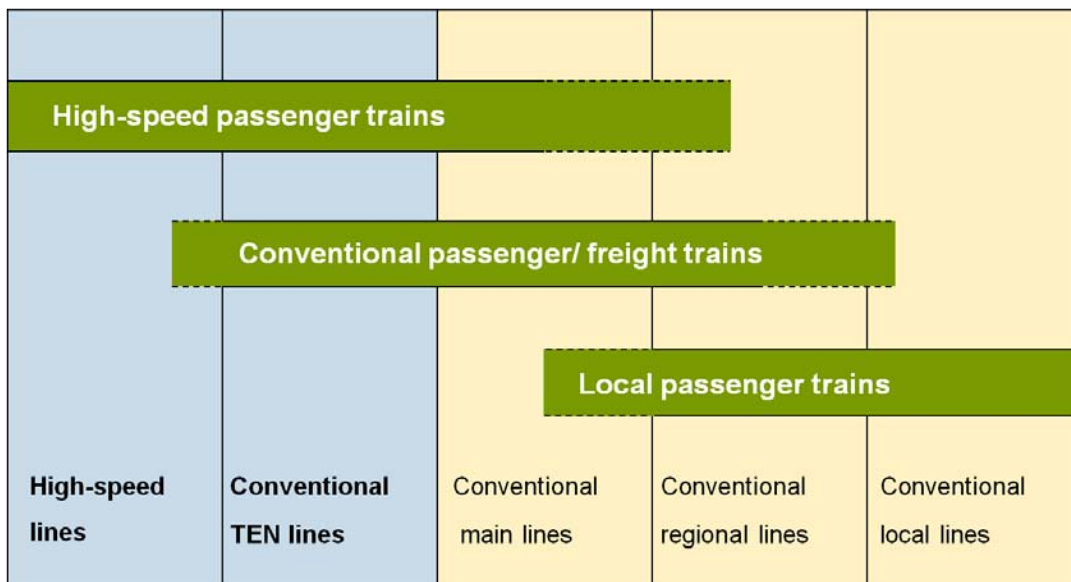 High-speed passenger trains
Conventional passenger/ freight trains
Local passenger trains
High-speed
lines
Conventional
TEN lines
Conventional
main lines
Conventional
regional lines
Conventional
local lines